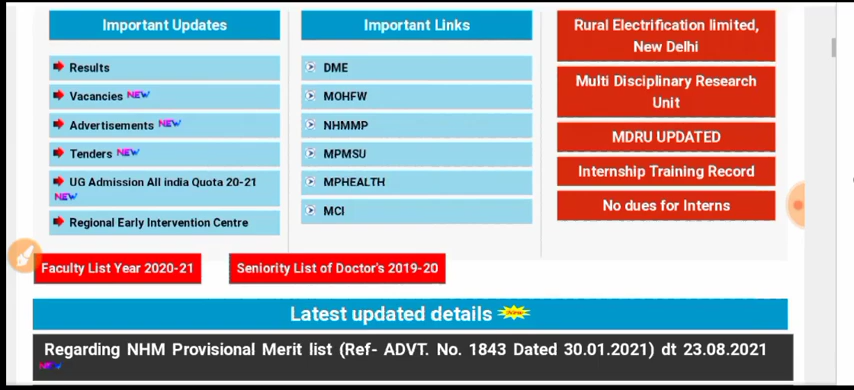 Important Updates
Results
Vacancies NEW
Advertisements NEW
Tenders NEW
UG Admission All india Quota 20-21
NEW
Regional Early Intervention Centre
Important Links
DME
MOHFW
NHMMP
MPMSU
MPHEALTH
MCI
Rural Electrification limited,
New Delhi
Multi Disciplinary Research
Unit
MDRU UPDATED
Internship Training Record
No dues for Interns
Faculty List Year 2020-21
Seniority List of Doctor's 2019-20
Latest updated details New
Regarding NHM Provisional Merit list (Ref- ADVT. No. 1843 Dated 30.01.2021) dt 23.08.2021
NEW